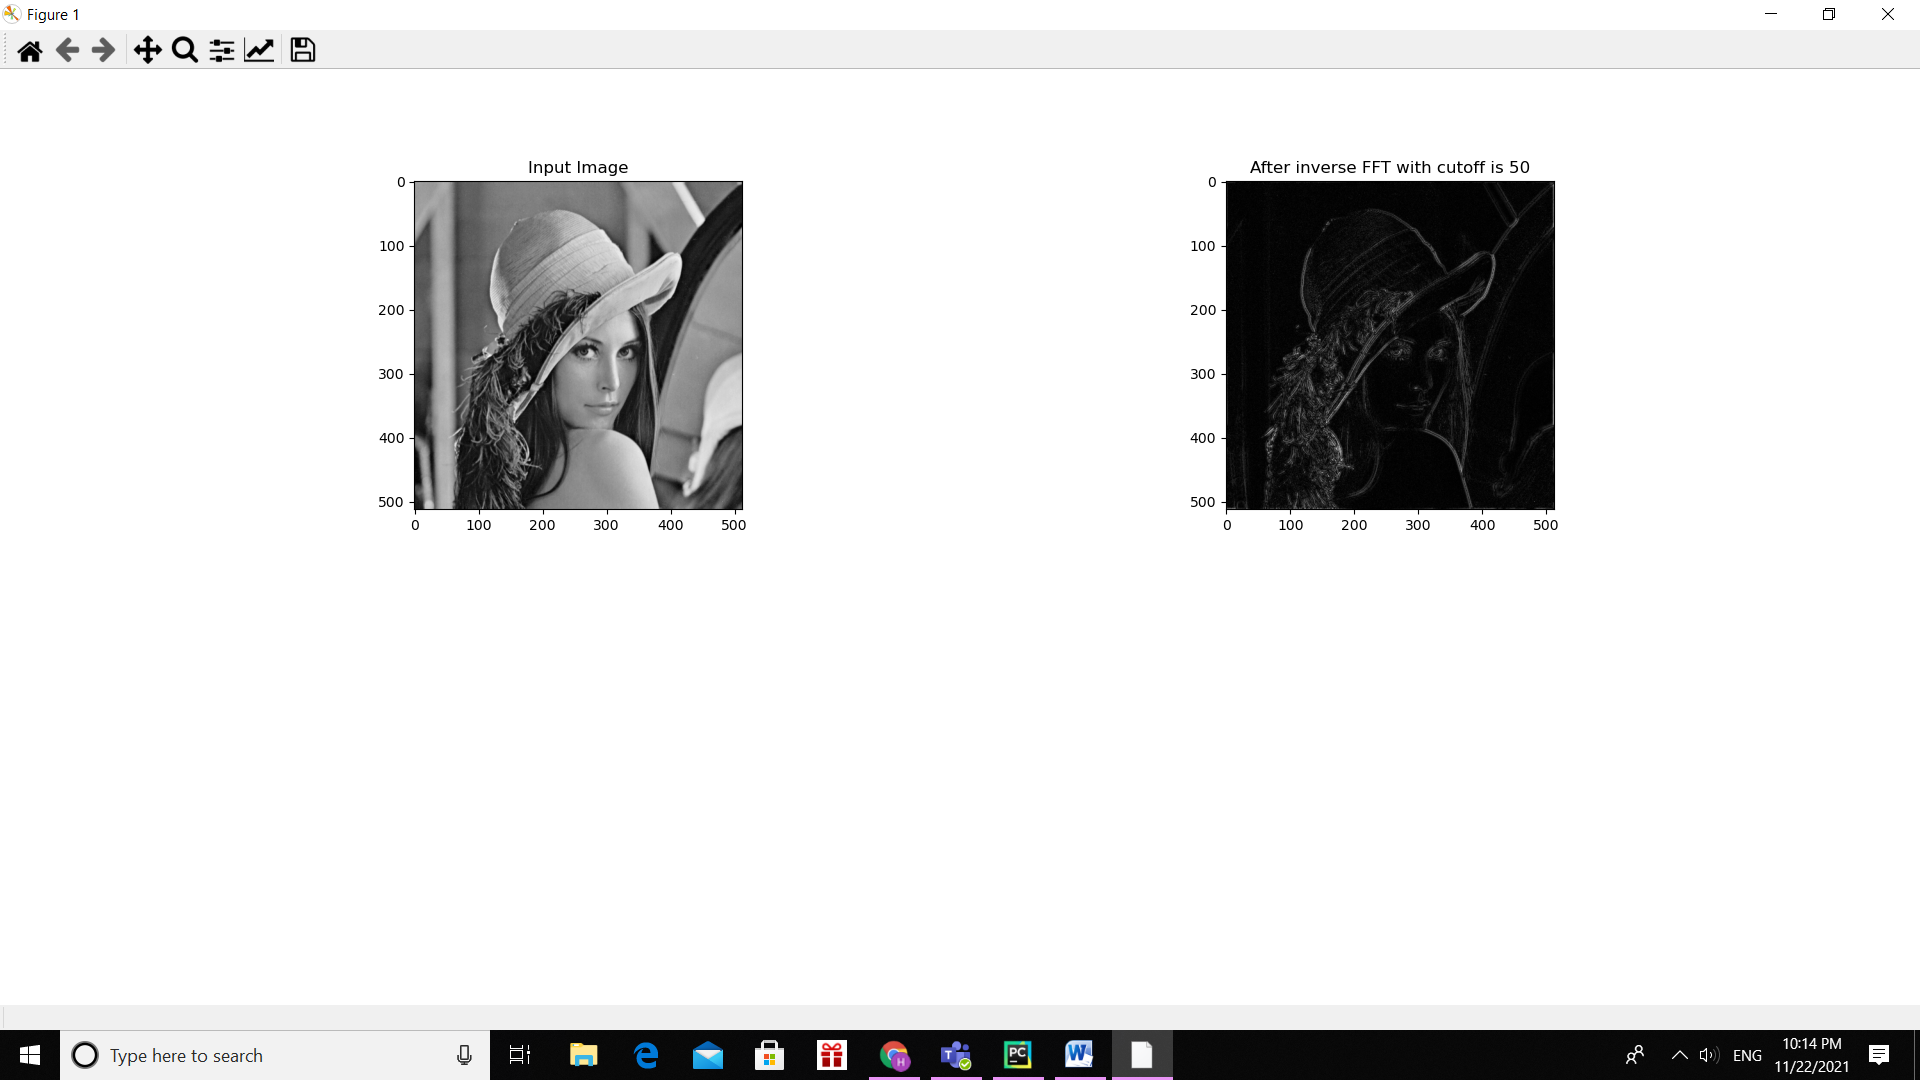 Figure 1
Input Image
0
100
200
300
400
500
0 100 200 300 400 500
After inverse FFT with cutoff is 50
0
100
200
300
400
500
0 100 200 300 400 500
Type here to search
H
T
PC
W
ENG
10:14 PM
11/22/2021